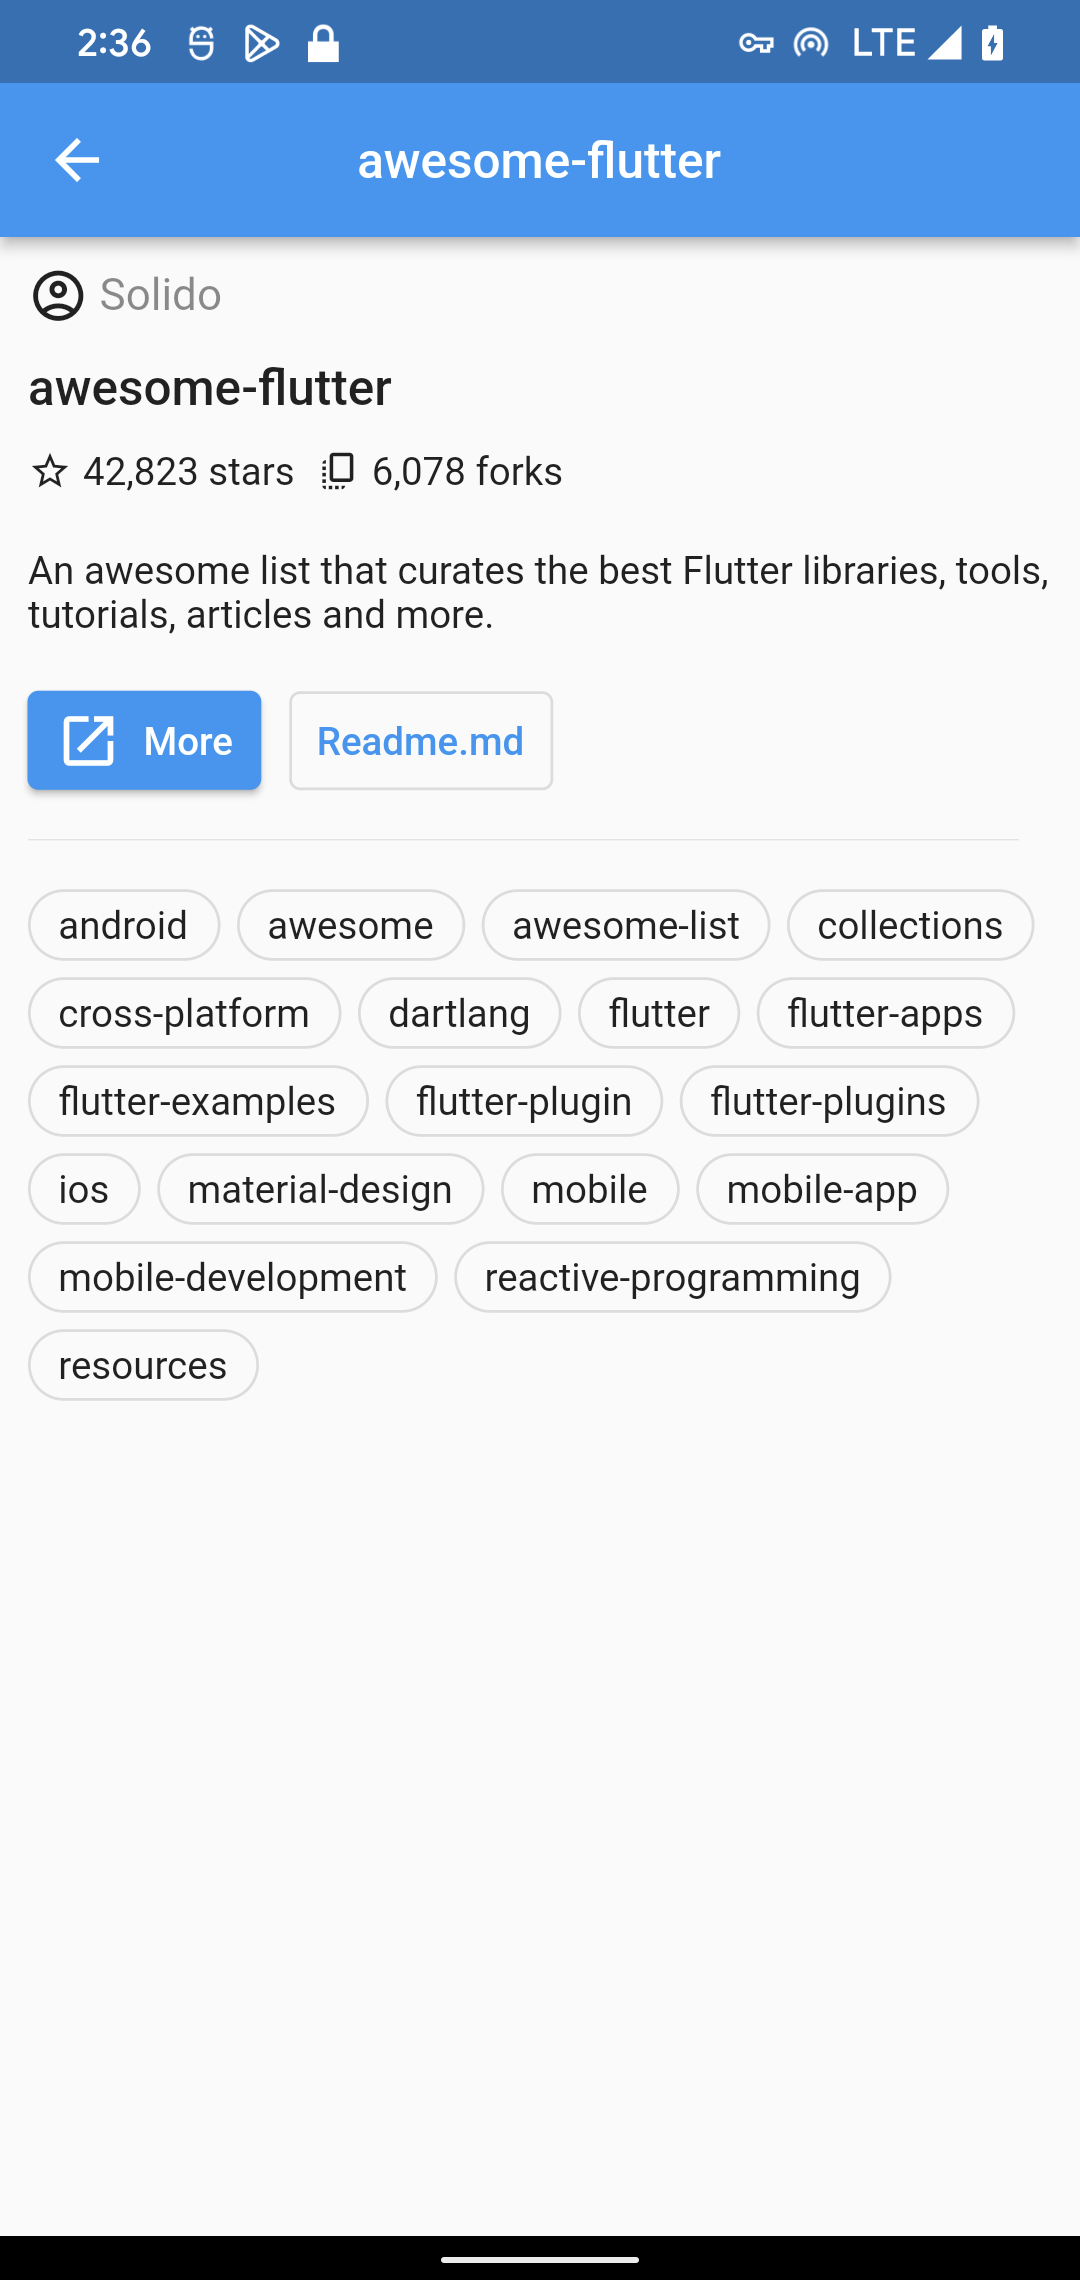 2:36 LTE
awesome-flutter
Solido
awesome-flutter
42,823 stars 6,078 forks
An awesome list that curates the best Flutter libraries, tools,
tutorials, articles and more.
More Readme.md
android awesome awesome-list collections
cross-platform dartlang flutter flutter-apps
flutter-examples flutter-plugin flutter-plugins
ios material-design mobile mobile-app
mobile-development reactive-programming
resources